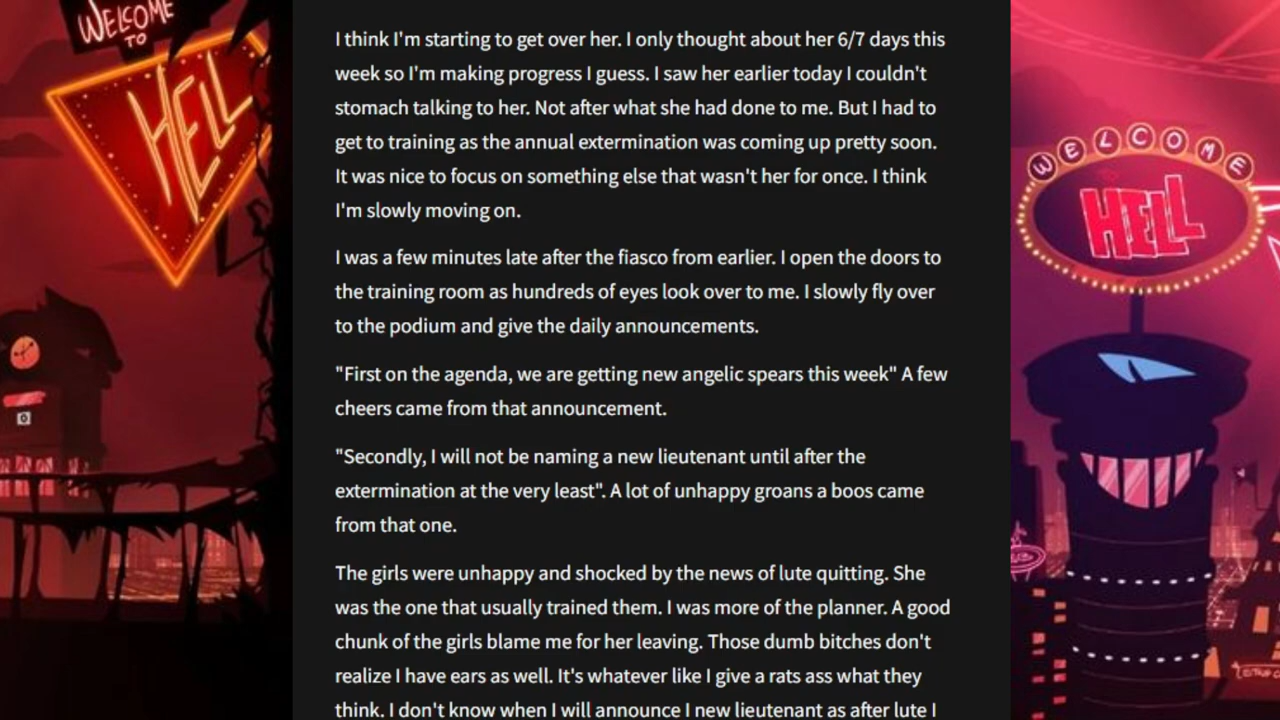 WELCOME
TO
HELL
I think I'm starting to get over her. I only thought about her 6/7 days this
week so I'm making progress I guess. I saw her earlier today I couldn't
stomach talking to her. Not after what she had done to me. But I had to
get to training as the annual extermination was coming up pretty soon.
It was nice to focus on something else that wasn't her for once. I think
I'm slowly moving on.
I was a few minutes late after the fiasco from earlier. I open the doors to
the training room as hundreds of eyes look over to me. I slowly fly over
to the podium and give the daily announcements.
"First on the agenda, we are getting new angelic spears this week" A few
cheers came from that announcement.
"Secondly, I will not be naming a new lieutenant until after the
extermination at the very least". A lot of unhappy groans a boos came
from that one.
The girls were unhappy and shocked by the news of lute quitting. She
was the one that usually trained them. I was more of the planner. A good
chunk of the girls blame me for her leaving. Those dumb bitches don't
realize I have ears as well. It's whatever like I give a rats ass what they
think. I don't know when I will announce I new lieutenant as after lute I
WELCOME
HELL